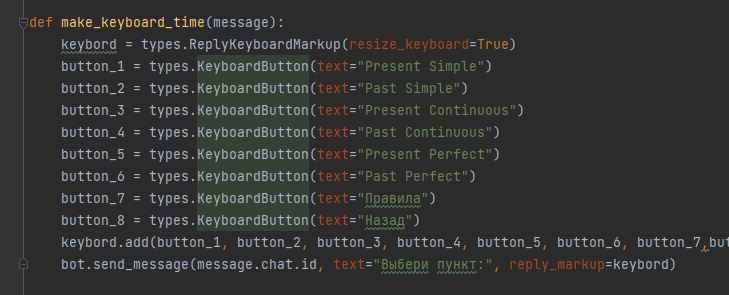 def make_keyboard_time(message):
keybord = types.ReplyKeyboardMarkup(resize_keyboard=True)
button_1 = types.KeyboardButton(text="Present Simple")
button_2 = types.KeyboardButton(text="Past Simple")
button_3 = types.KeyboardButton(text="Present Continuous")
button_4 = types.KeyboardButton(text="Past Continuous")
button_5 = types.KeyboardButton(text="Present Perfect")
button_6 = types.KeyboardButton(text="Past Perfect")
button_7 = types.KeyboardButton(text="Правила")
button_8 = types.KeyboardButton(text="Назад")
keybord.add(button_1, button_2, button_3, button_4, button_5, button_6, button_7,but
bot.send_message(message.chat.id, text="Выбери пункт:", reply_markup=keybord)